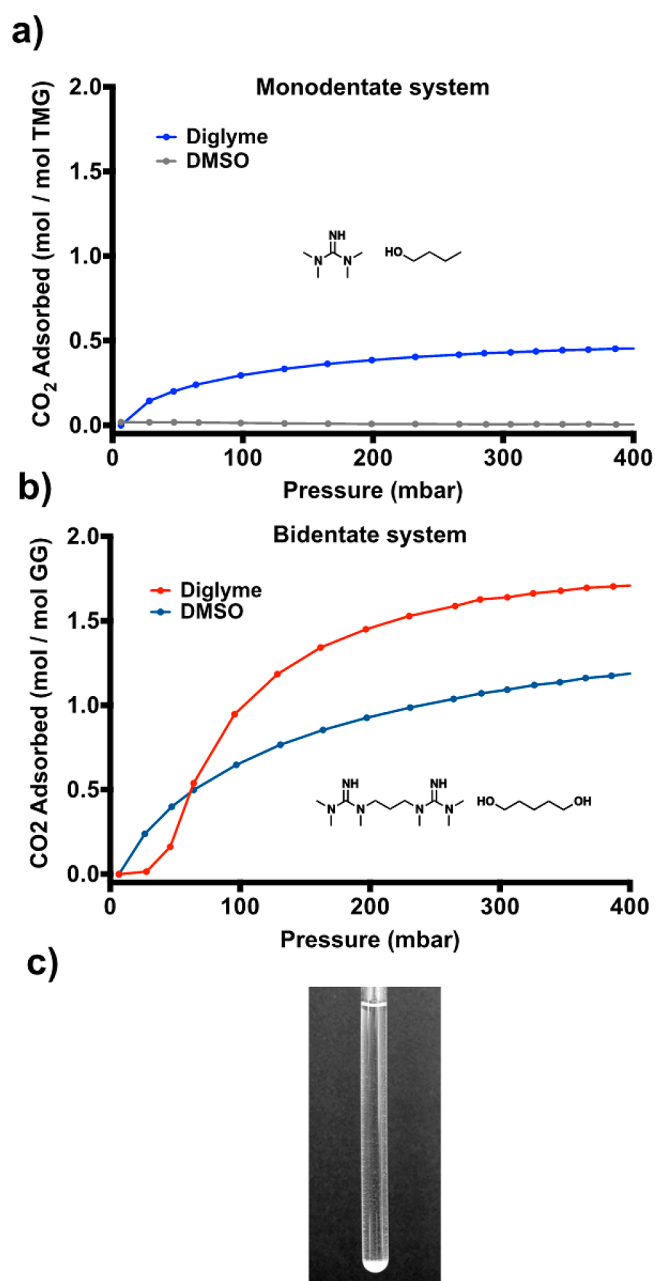 a)
Monodentate system
Diglyme
DMSO
CO2 Adsorbed (mol / mol TMG)
2.0
1.5
1.0
0.5
0.0
NH
N
N
HO
0
100
200
300
400
Pressure (mbar)
b)
Bidentate system
Diglyme
DMSO
CO2 Adsorbed (mol / mol GG)
2.0
1.5
1.0
0.5
0.0
NH
NH
N
N
N
N
HO
OH
0
100
200
300
400
Pressure (mbar)
c)